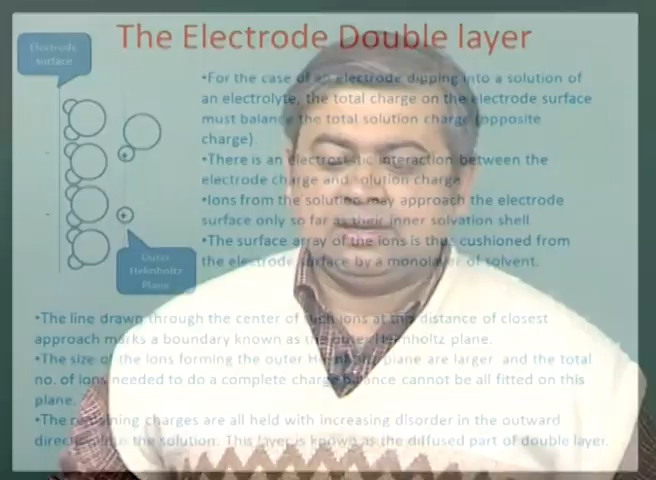 The Electrode Double layer
Electrode
surface
•For the case of an electrode dipping into a solution of
an electrolyte, the total charge on the electrode surface
must balance the total solution charge (opposite
charge).
•There is an electrostatic interaction between the
electrode charge and solution charge.
•Ions from the solution may approach the electrode
surface only so far as their inner solvation shell.
•The surface array of the ions is thus cushioned from
the electrode surface by a monolayer of solvent.
Outer
Helmholtz
Plane
•The line drawn through the center of such ions at this distance of closest
approach marks a boundary known as the outer Helmholtz plane.
•The size of the ions forming the outer Helmholtz plane are larger and the total
no. of ions needed to do a complete charge balance cannot be all fitted on this
plane.
•The remaining charges are all held with increasing disorder in the outward
the solution. This layer is known as the diffused part of double layer.